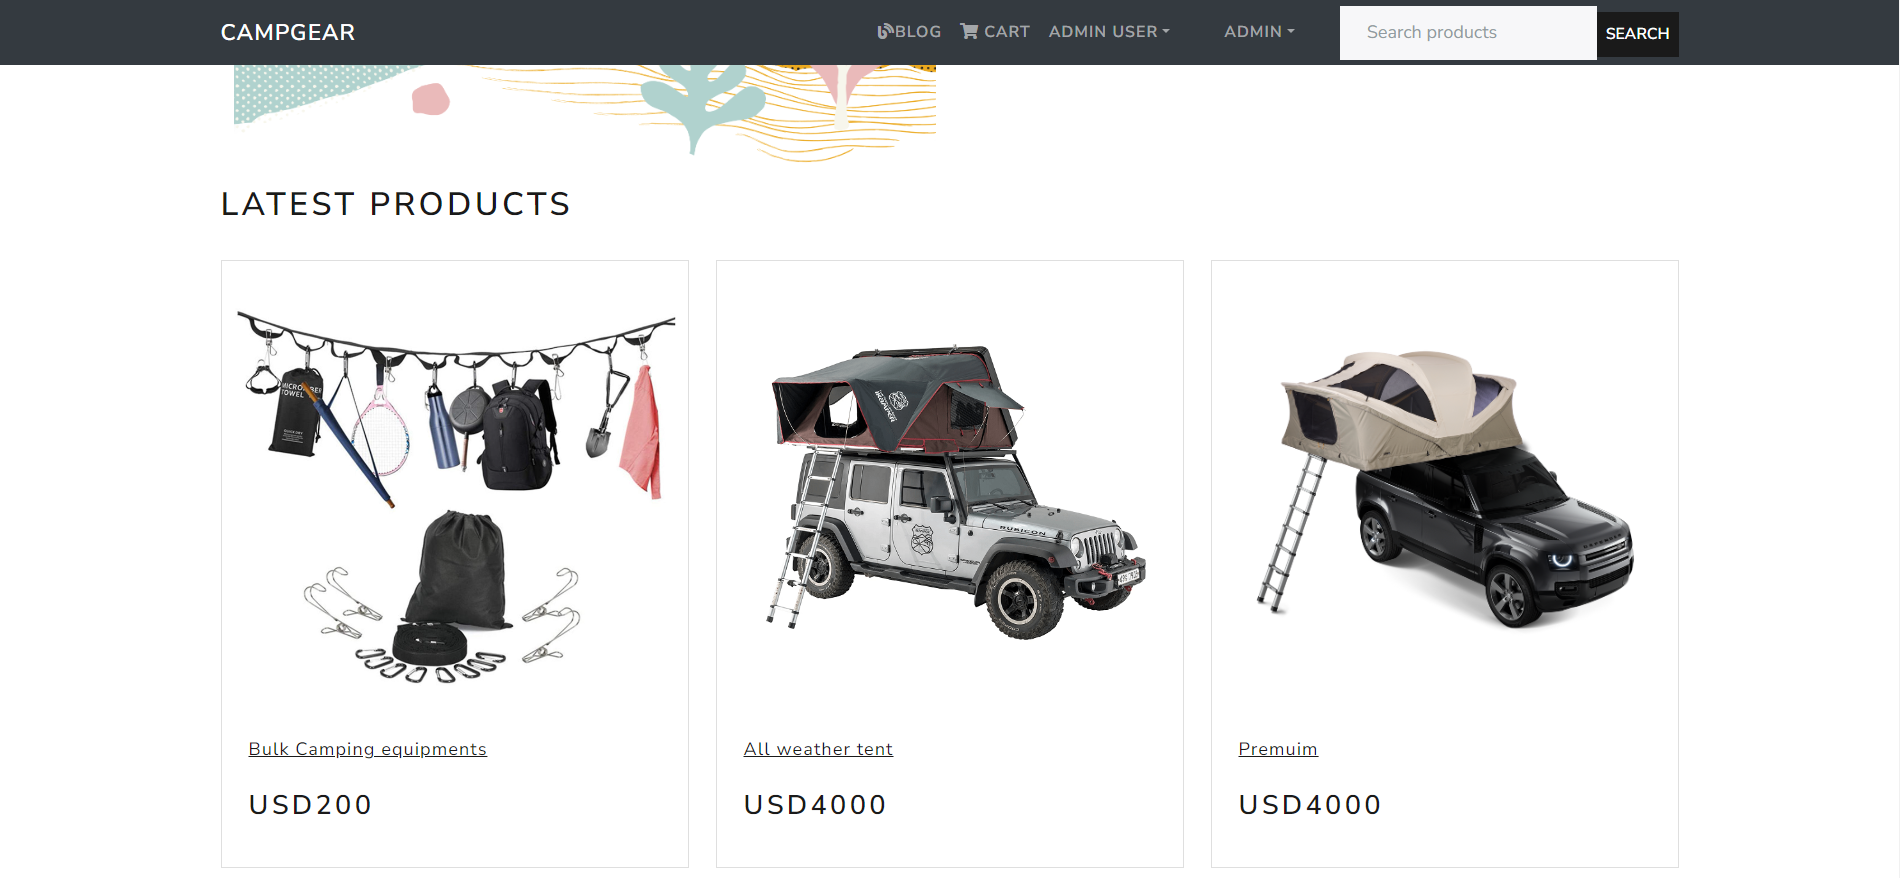 CAMPGEAR
BLOG CART ADMIN USER ADMIN Search products SEARCH
LATEST PRODUCTS
TOWEL
RUBICON
Bulk Camping equipments
All weather tent
Premuim
USD200
USD4000
USD4000